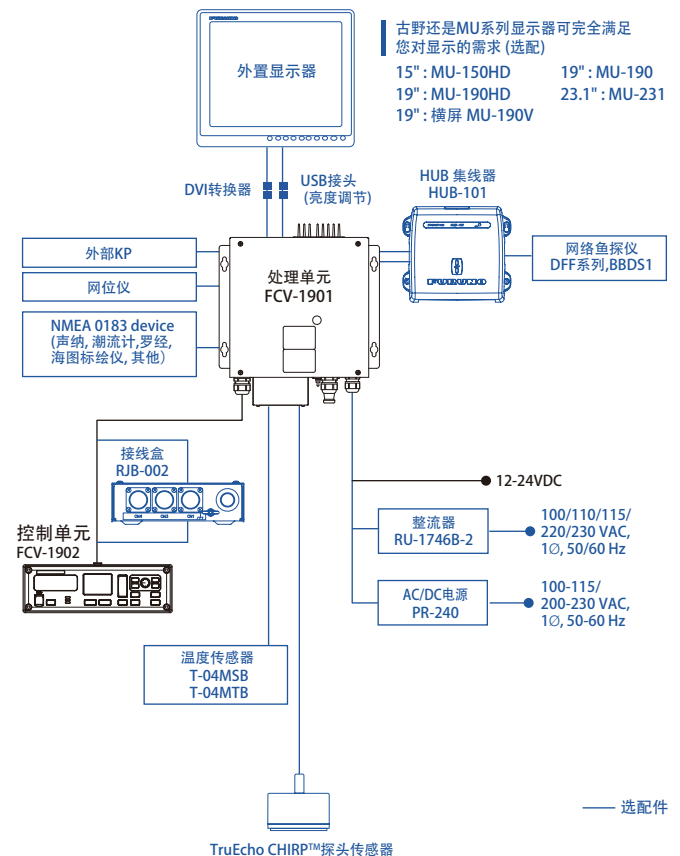 古野还是MU系列显示器可完全满足
您对显示的需求 (选配)
15" : MU-150HD
19" : MU-190
19" : MU-190HD
23.1" : MU-231
19" : 横屏 MU-190V
FURUNO
外置显示器
DVI转换器
USB接头
(亮度调节)
HUB 集线器
HUB-101
FURUNO
外部KP
网位仪
NMEA 0183 device
(声纳, 潮流计,罗经,
海图标绘仪, 其他）
处理单元
FCV-1901
网络鱼探仪
DFF系列,BBDS1
接线盒
RJB-002
CN4
CN2
CN1
控制单元
FCV-1902
12-24VDC
整流器
RU-1746B-2
100/110/115/
220/230 VAC,
1Ø, 50/60 Hz
AC/DC电源
PR-240
100-115/
200-230 VAC,
1Ø, 50-60 Hz
温度传感器
T-04MSB
T-04MTB
选配件
TruEcho CHIRP™探头传感器